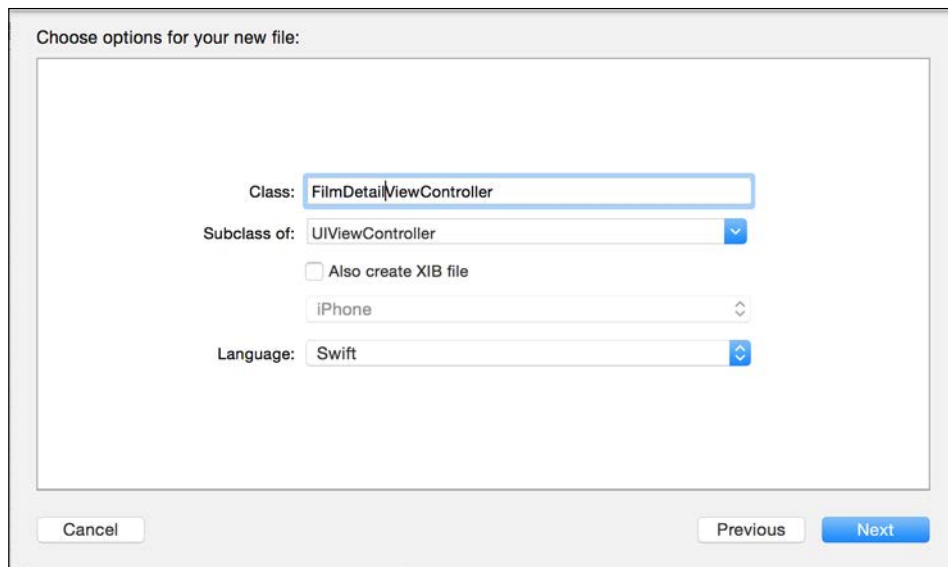 Choose options for your new file:
Class: FilmDetailViewController
Subclass of: UIViewController
Also create XIB file
iPhone
Language: Swift
Cancel Previous Next